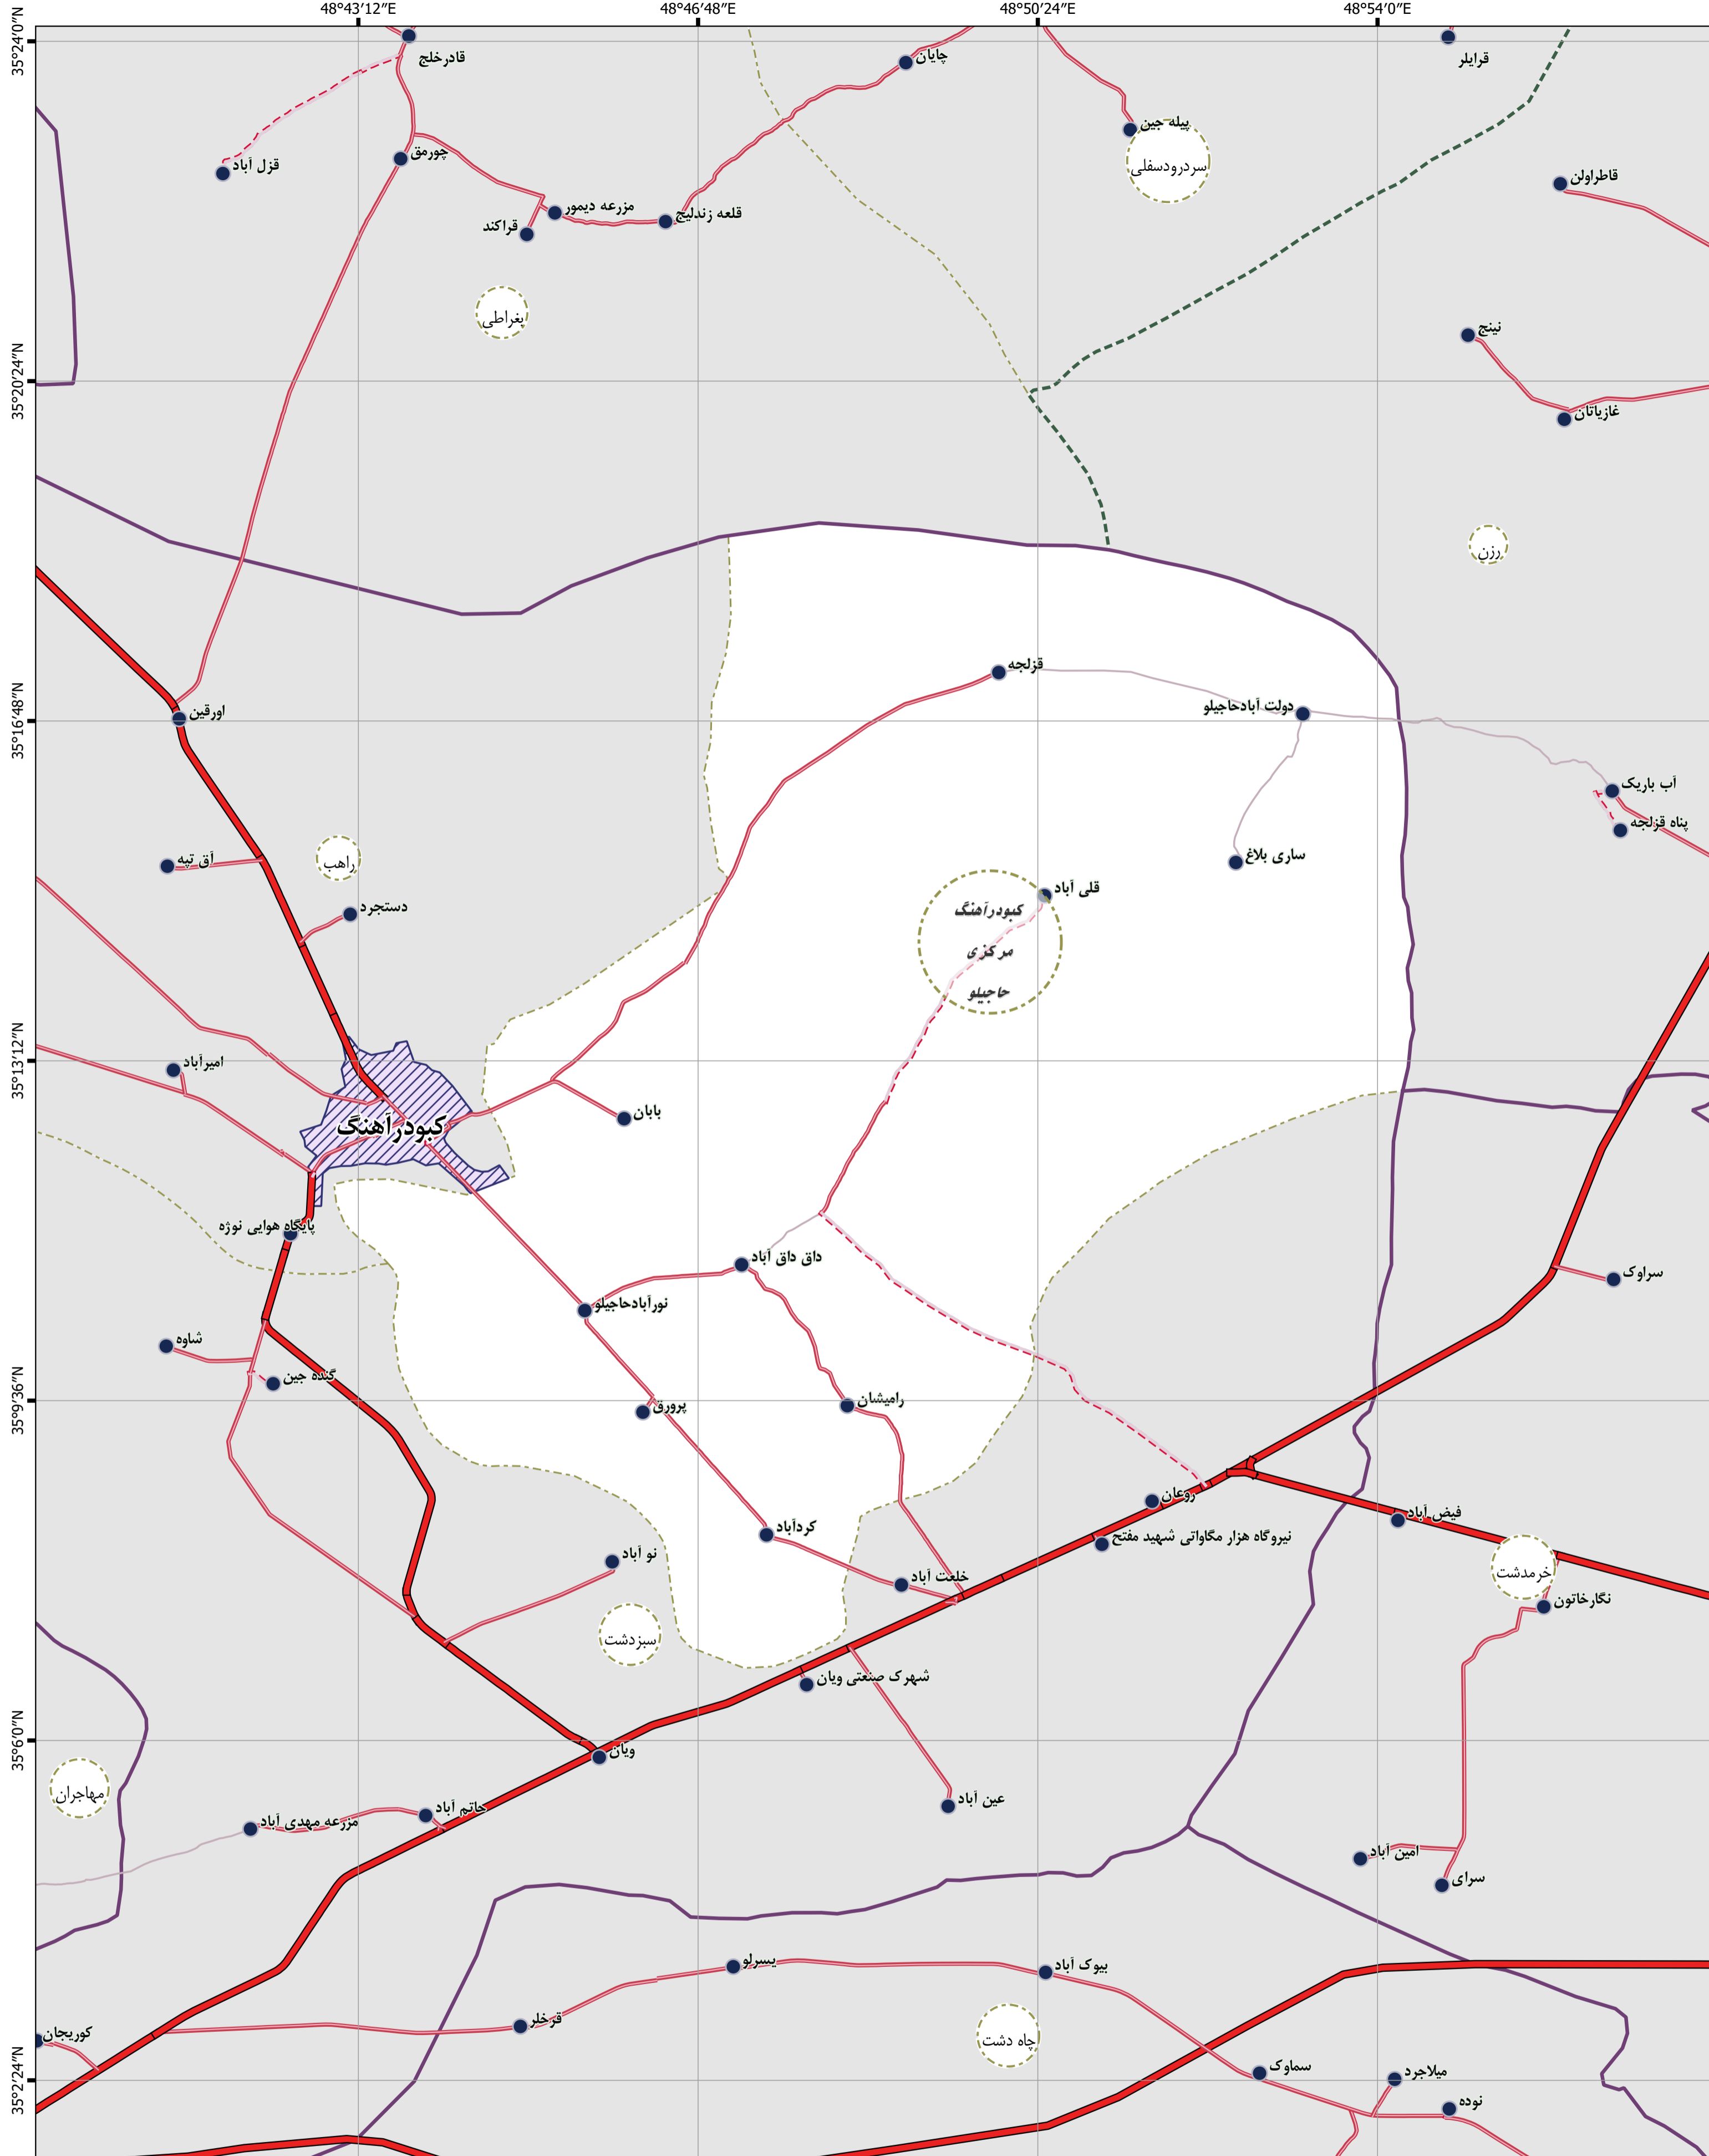 48°43'12"E
48°46'48"E
48°50'24"E
48°54'0"E
35°24'0"N
35°20'24"N
35°16'48"N
35°13'12"N
35°9'36"N
35°6'0"N
35°2'24"N
قادرخلج
چایان
قرایلر
پیله جین
سردرودسفلی
چورمق
قزل آباد
قاطراولن
مزرعه دیمور
قلعه زندلیج
قراکند
بغراطی
نینج
غازیاتان
رزن
قزلجه
دولت آبادحاجیلو
اورقین
آب باریک
پناه قزلجه
راهب
آق تپه
ساری بلاغ
قلی آباد
دستجرد
کبودرآهنگ
مرکزی
حاجیلو
امیرآباد
بابان
کبودرآهنگ
پایگاه هوایی نوژه
داق داق آباد
سراوک
نورآبادحاجیلو
شاوه
گنده جین
رامیشان
پرورق
روعان
فیض آباد
کردآباد
نیروگاه هزار مگاواتی شهید مفتح
نو آباد
خرمدشت
خلعت آباد
نگارخاتون
سبزدشت
شهرک صنعتی ویان
ویان
مهاجران
عین آباد
حاتم آباد
مزرعه مهدی آباد
امین آباد
سرای
یسرلو
بیوک آباد
قرخلر
کوریجان
چاه دشت
سماوک
میلاجرد
نوده